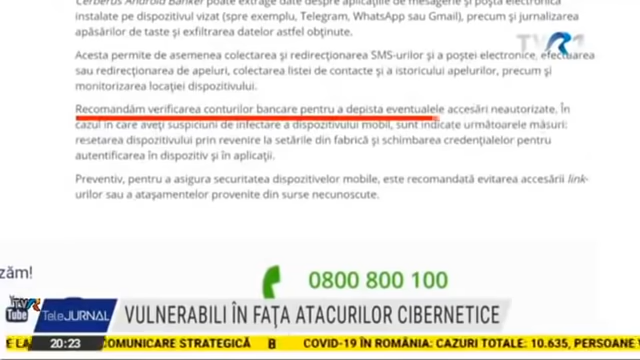 Cerberus Android Banker poate extrage date despre aplicațiile de mesagerie și poștă electronică
instalate pe dispozitivul vizat (spre exemplu, Telegram, WhatsApp sau Gmail), precum și jurnalizarea
apăsărilor de taste și exfiltrarea datelor astfel obținute.
TVR1
Acesta permite de asemenea colectarea și redirecționarea SMS-urilor și a poștei electronice, efectuarea
sau redirecționarea de apeluri, colectarea listei de contacte și a istoricului apelurilor, precum și
monitorizarea locației dispozitivului.
Recomandăm verificarea conturilor bancare pentru a depista eventualele accesări neautorizate. În
cazul în care aveți suspiciuni de infectare a dispozitivului mobil, sunt indicate următoarele măsuri:
resetarea dispozitivului prin revenire la setările din fabrică și schimbarea credențialelor pentru
autentificarea în dispozitiv și în aplicații.
Preventiv, pentru a asigura securitatea dispozitivelor mobile, este recomandată evitarea accesării link-
urilor sau a atașamentelor provenite din surse necunoscute.
zăm!
0800 800 100
You
TVR
Tube
TeleJURNAL
VULNERABILI ÎN FAȚA ATACURILOR CIBERNETICE
20:23
E LA
COMUNICARE STRATEGICĂ
COVID-19 ÎN ROMÂNIA: CAZURI TOTALE: 10.635, PERSOANE